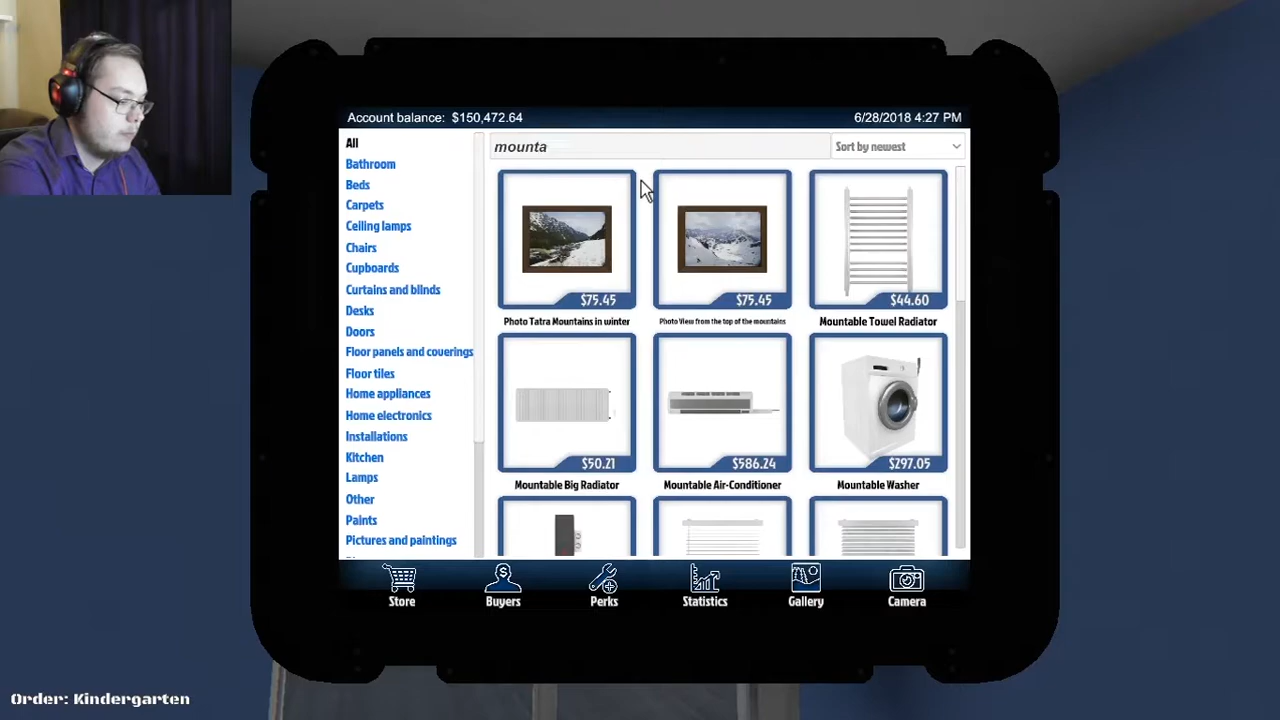 Account balance: $150,472.64
6/28/2018 4:27 PM
All
Bathroom
Beds
Carpets
Ceiling lamps
Chairs
Cupboards
Curtains and blinds
Desks
Doors
Floor panels and coverings
Floor tiles
Home appliances
Home electronics
Installations
Kitchen
Lamps
Other
Paints
Pictures and paintings
mounta
Sort by newest
$75.45
$75.45
$44.60
Photo Tatra Mountains in winter
Photo View from the top of the mountains
Mountable Towel Radiator
$50.21
$586.24
$297.05
Mountable Big Radiator
Mountable Air-Conditioner
Mountable Washer
Store
Buyers
Perks
Statistics
Gallery
Camera
Order: Kindergarten